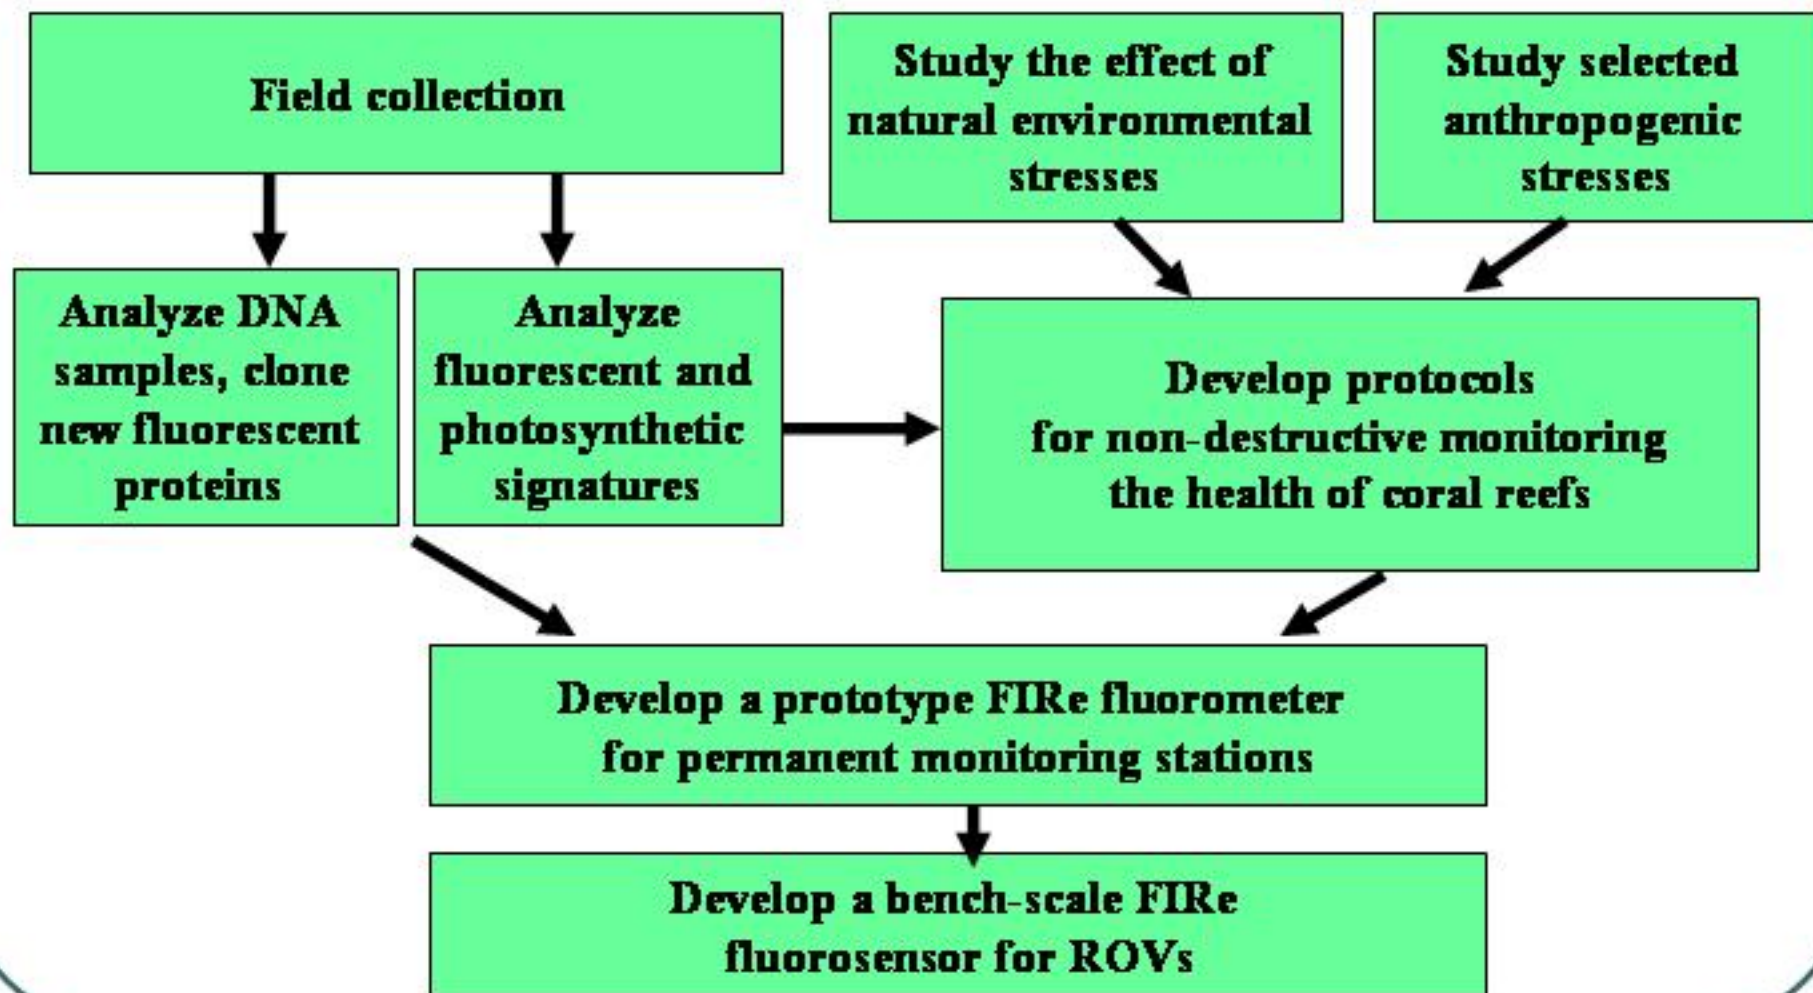 Field collection
Study the effect of
natural environmental
stresses
Study selected
anthropogenic
stresses
Analyze DNA
samples, clone
new fluorescent
proteins
Analyze
fluorescent and
photosynthetic
signatures
Develop protocols
for non-destructive monitoring
the health of coral reefs
Develop a prototype FIRe fluorometer
for permanent monitoring stations
Develop a bench-scale FIRe
fluorosensor for ROVs